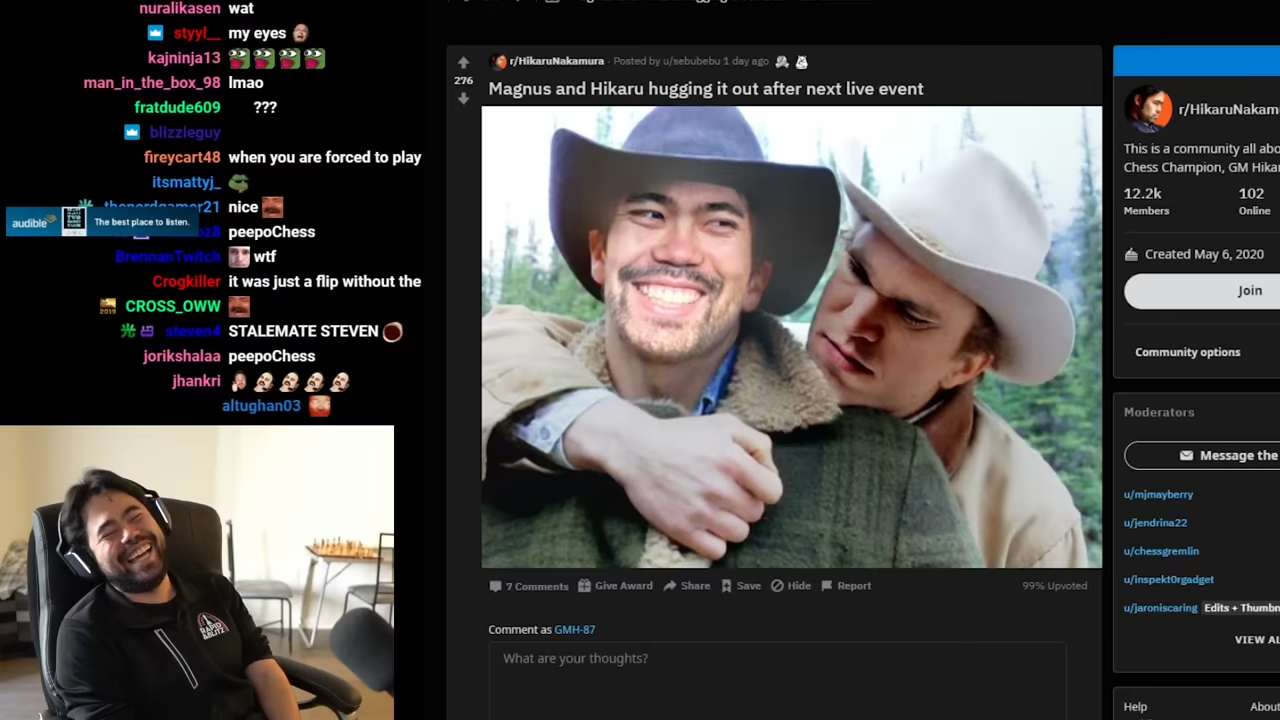 nuralikasen wat
styyl__ my eyes
kajninja13
man_in_the_box_98 lmao
fratdude609 ???
blizzleguy
fireycart48 when you are forced to play
itsmattyj_
thenordgamer21 nice
audible
The best place to listen.
peepoChess
BrennanTwitch wtf
Crogkiller it was just a flip without the
2019 CROSS_OWW
steven4 STALEMATE STEVEN
jorikshalaa peepoChess
jhankri
altughan03
RAPID
&BLITZ
r/HikaruNakamura · Posted by u/sebubebu 1 day ago
276
Magnus and Hikaru hugging it out after next live event
7 Comments Give Award Share Save Hide Report 99% Upvoted
Comment as GMH-87
What are your thoughts?
r/HikaruNakam
This is a community all abo
Chess Champion, GM Hikar
12.2k 102
Members Online
Created May 6, 2020
Join
Community options
Moderators
Message the
u/mjmayberry
u/jendrina22
u/chessgremlin
u/inspekt0rgadget
u/jaroniscaring Edits + Thumbn
VIEW AL
Help About